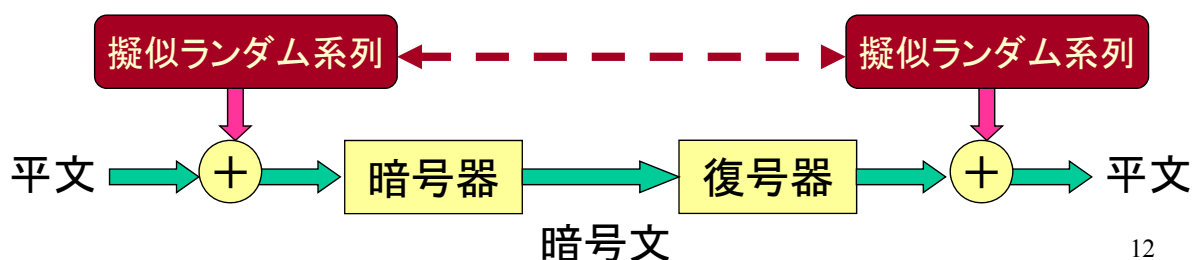 擬似ランダム系列
擬似ランダム系列
平文
+
暗号器
復号器
+
平文
暗号文
12